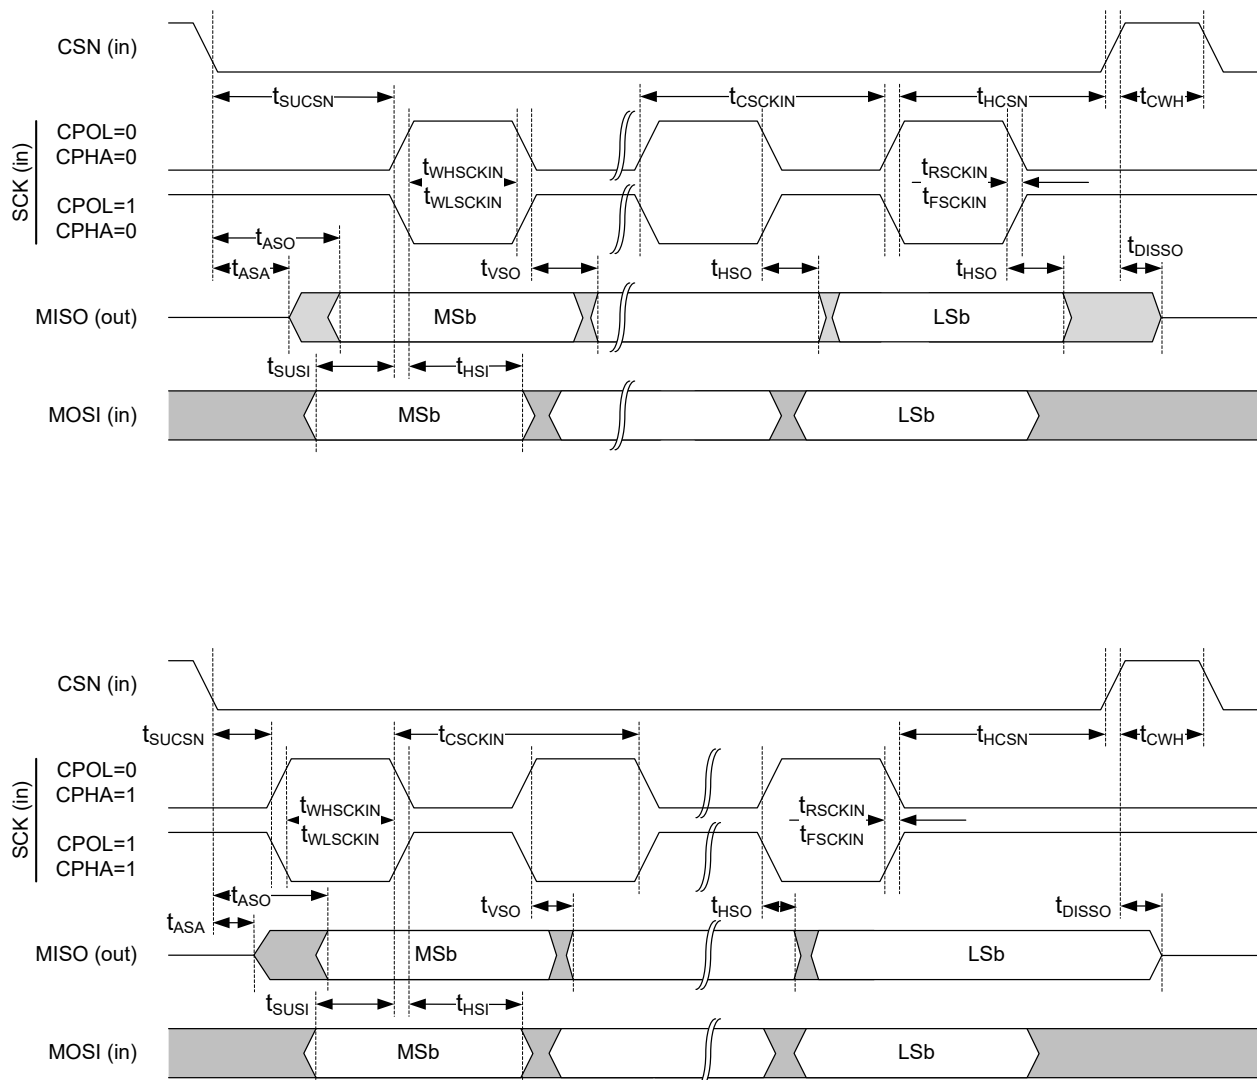 CSN (in)
tSUCSN
tCSCKIN
tHCSN
tCWH
SCK (in)
CPOL=0
CPHA=0
tWHSCKIN
tRSCKIN
CPOL=1
CPHA=0
tWLSCKIN
tFSCKIN
tASO
tASA
tVSO
tHSO
tHSO
tDISSO
MISO (out)
MSb
LSb
tSUSI
tHSI
MOSI (in)
MSb
LSb
CSN (in)
tSUCSN
tCSCKIN
tHCSN
tCWH
SCK (in)
CPOL=0
CPHA=1
tWHSCKIN
tRSCKIN
CPOL=1
CPHA=1
tWLSCKIN
tFSCKIN
tASO
tASA
tVSO
tHSO
tDISSO
MISO (out)
MSb
LSb
tSUSI
tHSI
MOSI (in)
MSb
LSb